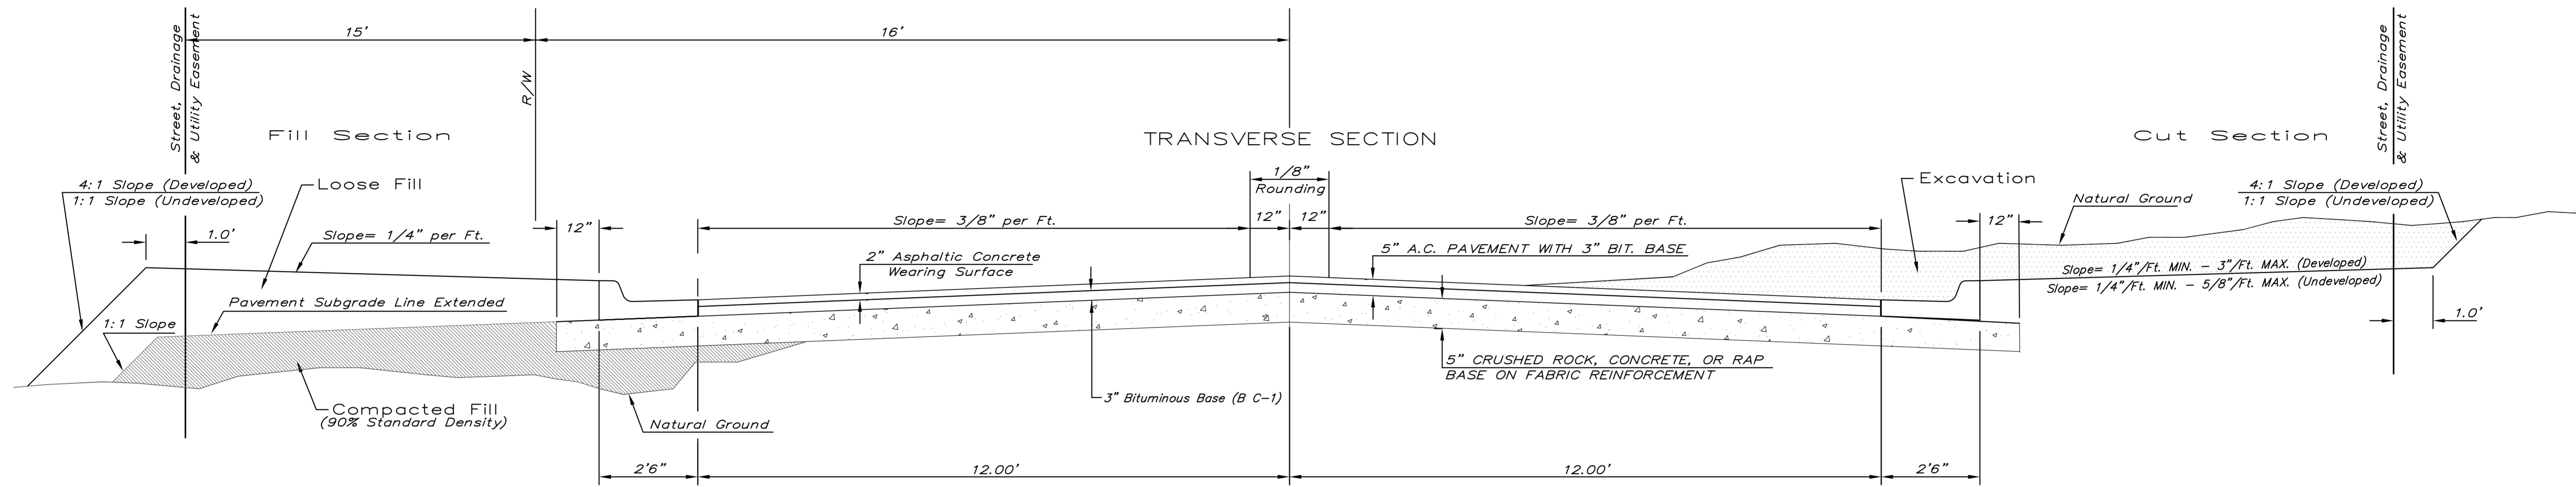 15'
16'
Street, Drainage
& Utility Easement
R/W
Street, Drainage
& Utility Easement
Fill Section
TRANSVERSE SECTION
Cut Section
4:1 Slope (Developed)
1:1 Slope (Undeveloped)
Loose Fill
1/8"
Rounding
Excavation
Natural Ground
4:1 Slope (Developed)
1:1 Slope (Undeveloped)
1.0'
Slope= 1/4" per Ft.
12"
Slope= 3/8" per Ft.
12"
12"
Slope= 3/8" per Ft.
12"
2" Asphaltic Concrete
Wearing Surface
5" A.C. PAVEMENT WITH 3" BIT. BASE
Slope= 1/4"/Ft. MIN. - 3"/Ft. MAX. (Developed)
Slope= 1/4"/Ft. MIN. - 5/8"/Ft. MAX. (Undeveloped)
Pavement Subgrade Line Extended
1:1 Slope
1.0'
5" CRUSHED ROCK, CONCRETE, OR RAP
BASE ON FABRIC REINFORCEMENT
3" Bituminous Base (B C-1)
Compacted Fill
(90% Standard Density)
Natural Ground
2'6"
12.00'
12.00'
2'6"